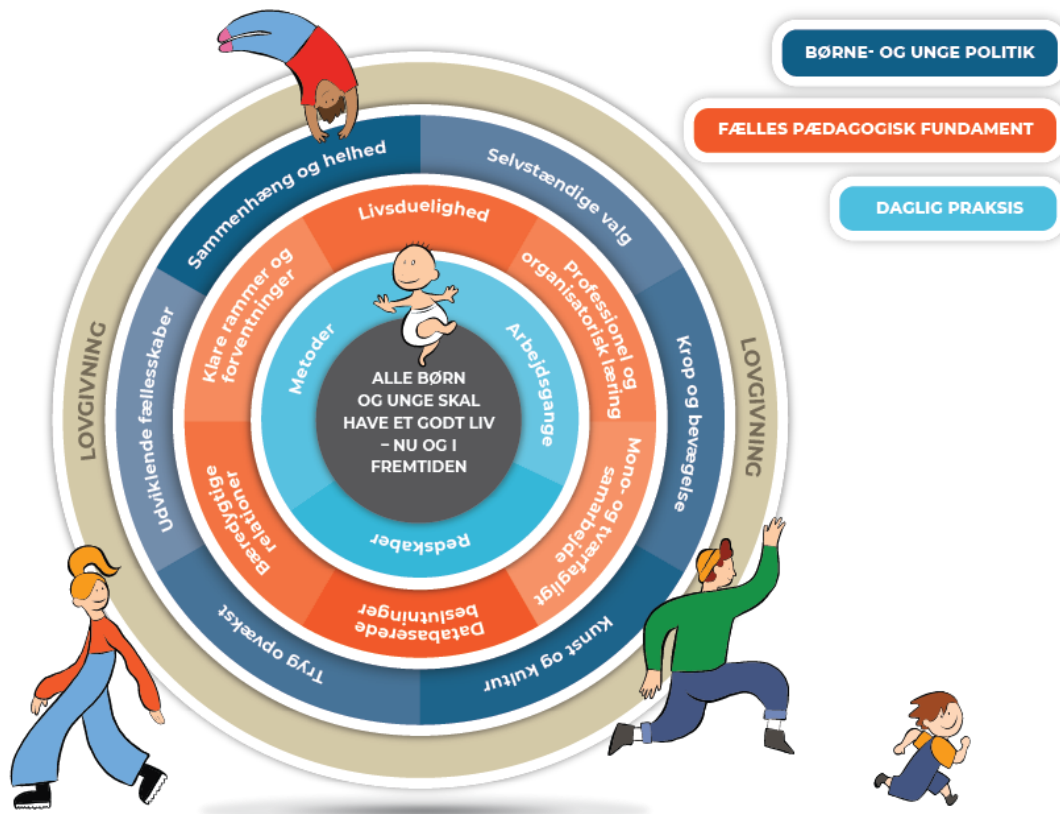 BØRNE- OG UNGE POLITIK
FÆLLES PÆDAGOGISK FUNDAMENT
DAGLIG PRAKSIS
LOVGIVNING
LOVGIVNING
Sammenhæng og helhed
Selvstændige valg
Krop og bevægelse
Kunst og kultur
Tryg opvækst
Udviklende fællesskaber
Livsduelighed
Professionel og
organisatorisk læring
Mono- og tværfagligt
samarbejde
Databaserede
beslutninger
Bæredygtige
relationer
Klare rammer og
forventninger
Metoder
Arbejdsgange
Redskaber
ALLE BØRN
OG UNGE SKAL
HAVE ET GODT LIV
– NU OG I
FREMTIDEN